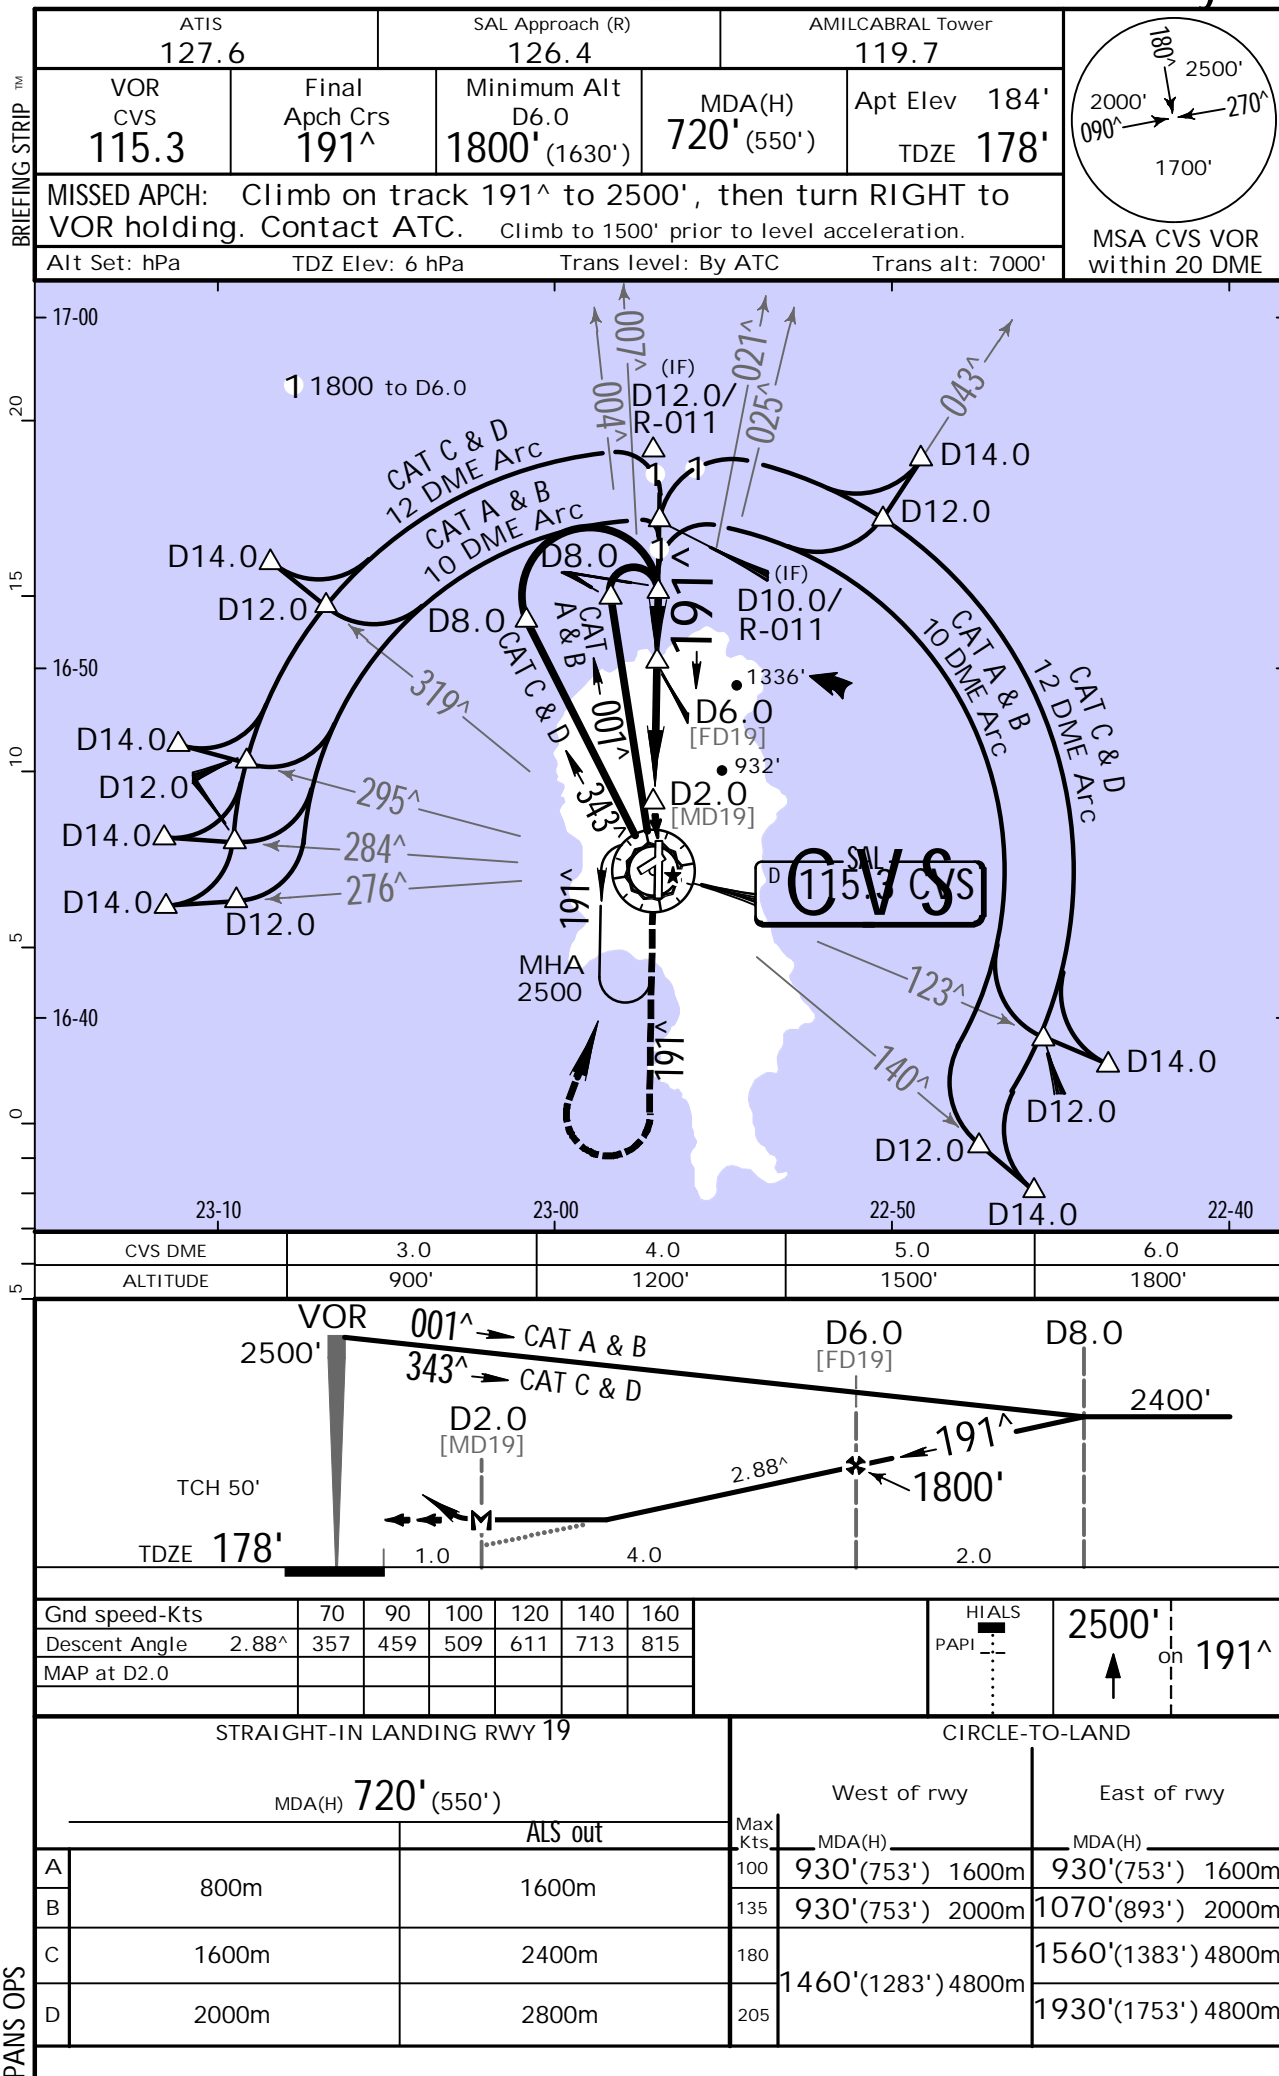 ATIS
127.6
SAL Approach (R)
126.4
AMILCABRAL Tower
119.7
BRIEFING STRIP ™
VOR
CVS
115.3
Final
Apch Crs
191^
Minimum Alt
D6.0
1800' (1630')
MDA(H)
720' (550')
Apt Elev 184'
TDZE 178'
180^
2500'
2000'
270^
090^
1700'
MSA CVS VOR
within 20 DME
MISSED APCH: Climb on track 191^ to 2500', then turn RIGHT to
VOR holding. Contact ATC. Climb to 1500' prior to level acceleration.
Alt Set: hPa TDZ Elev: 6 hPa Trans level: By ATC Trans alt: 7000'
17-00
1 1800 to D6.0
004^
007^
021^
025^
043^
(IF)
D12.0/
R-011
1
1
1
CAT C & D
12 DME Arc
CAT A & B
10 DME Arc
D14.0
D12.0
D14.0
D12.0
D8.0
D8.0
191^
(IF)
D10.0/
R-011
CAT A & B
10 DME Arc
CAT C & D
12 DME Arc
16-50
319^
CAT C & D
343^
CAT
A & B
001^
1336'
D6.0
[FD19]
932'
D2.0
[MD19]
D14.0
D12.0
D14.0
D14.0
D12.0
295^
284^
276^
191^
MHA
2500
SAL
D 115.3 CVS
CVS
16-40
191^
123^
140^
D14.0
D12.0
D12.0
D14.0
23-10
23-00
22-50
22-40
20
15
10
5
0
5
CVS DME 3.0 4.0 5.0 6.0
ALTITUDE 900' 1200' 1500' 1800'
VOR
2500'
001^ CAT A & B
343^ CAT C & D
D6.0
[FD19]
D8.0
2400'
D2.0
[MD19]
191^
2.88^
1800'
M
TCH 50'
TDZE 178'
1.0 4.0 2.0
Gnd speed-Kts 70 90 100 120 140 160
Descent Angle 2.88^ 357 459 509 611 713 815
MAP at D2.0
HIALS
PAPI
2500'
on 191^
STRAIGHT-IN LANDING RWY 19
MDA(H) 720' (550')
ALS out
A
B
800m 1600m
C 1600m 2400m
D 2000m 2800m
CIRCLE-TO-LAND
West of rwy East of rwy
Max
Kts MDA(H) MDA(H)
100 930'(753') 1600m 930'(753') 1600m
135 930'(753') 2000m 1070'(893') 2000m
180 1460'(1283') 4800m 1560'(1383') 4800m
205 1930'(1753') 4800m
PANS OPS